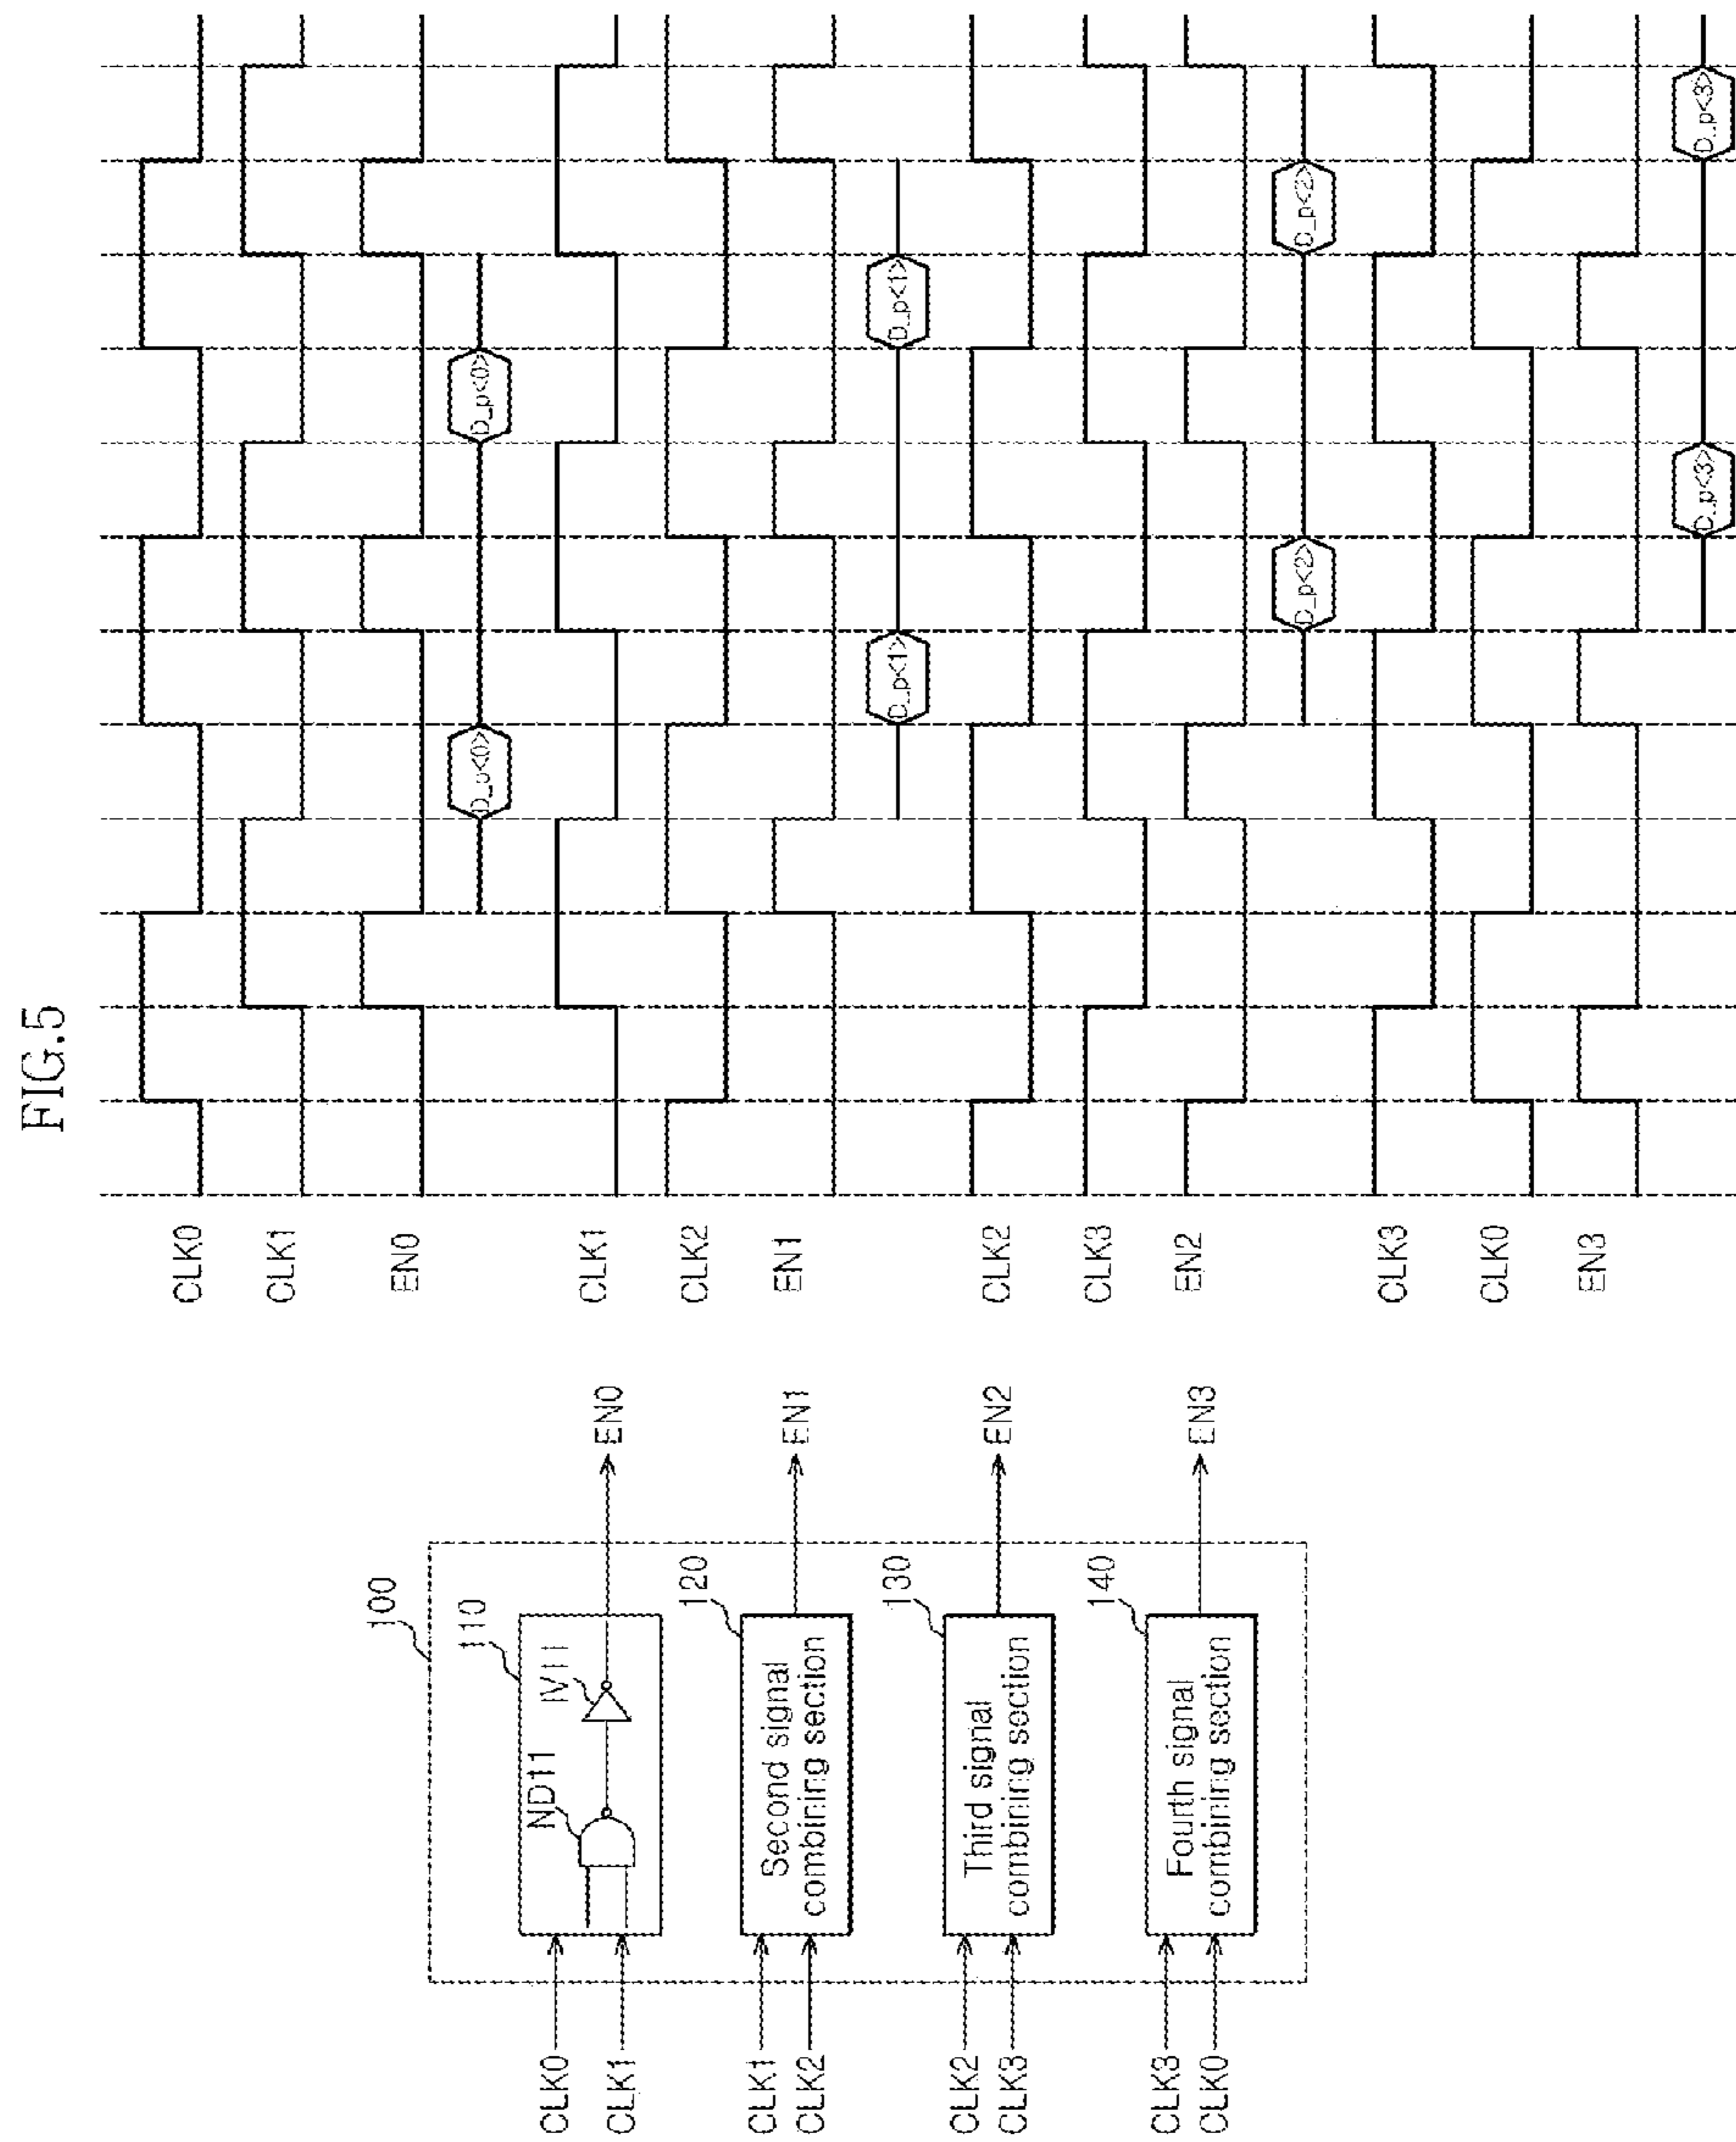 FIG.5
100
110
ND11
IV11
CLK0
CLK1
EN0
120
Second signal
combining section
CLK1
CLK2
EN1
130
Third signal
combining section
CLK2
CLK3
EN2
140
Fourth signal
combining section
CLK3
CLK0
EN3
CLK0
CLK1
EN0
D_p<0>
D_p<0>
CLK1
CLK2
EN1
D_p<1>
D_p<1>
CLK2
CLK3
EN2
D_p<2>
D_p<2>
CLK3
CLK0
EN3
D_p<3>
D_p<3>